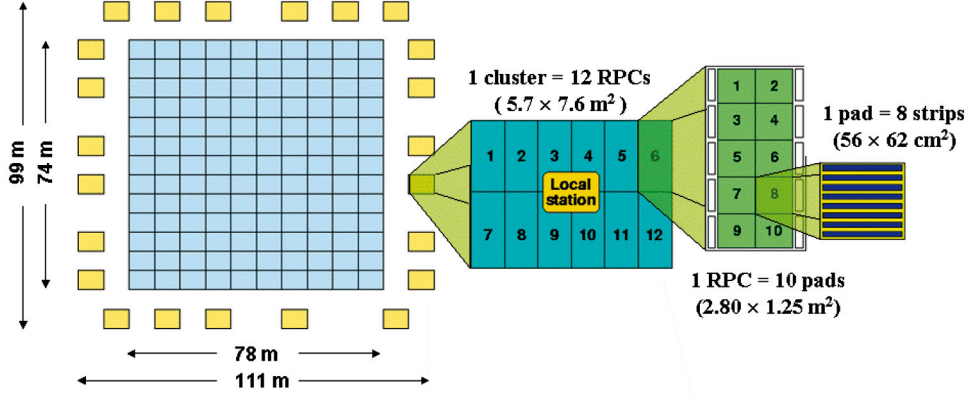 99 m
74 m
78 m
111 m
1 cluster = 12 RPCs
( 5.7 × 7.6 m² )
1 2 3 4 5 6
Local
station
7 8 9 10 11 12
1 2
3 4
5 6
7 8
9 10
1 RPC = 10 pads
(2.80 × 1.25 m²)
1 pad = 8 strips
(56 × 62 cm²)